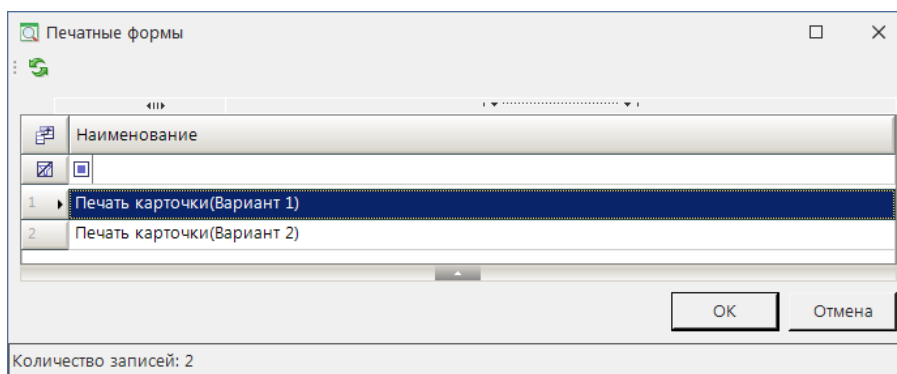 Печатные формы
Наименование
1 Печать карточки(Вариант 1)
2 Печать карточки(Вариант 2)
OK Отмена
Количество записей: 2